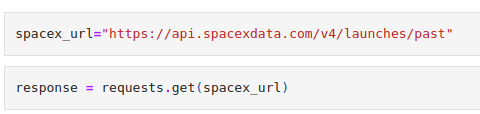 spacex_url="https://api.spacexdata.com/v4/launches/past"
response = requests.get(spacex_url)